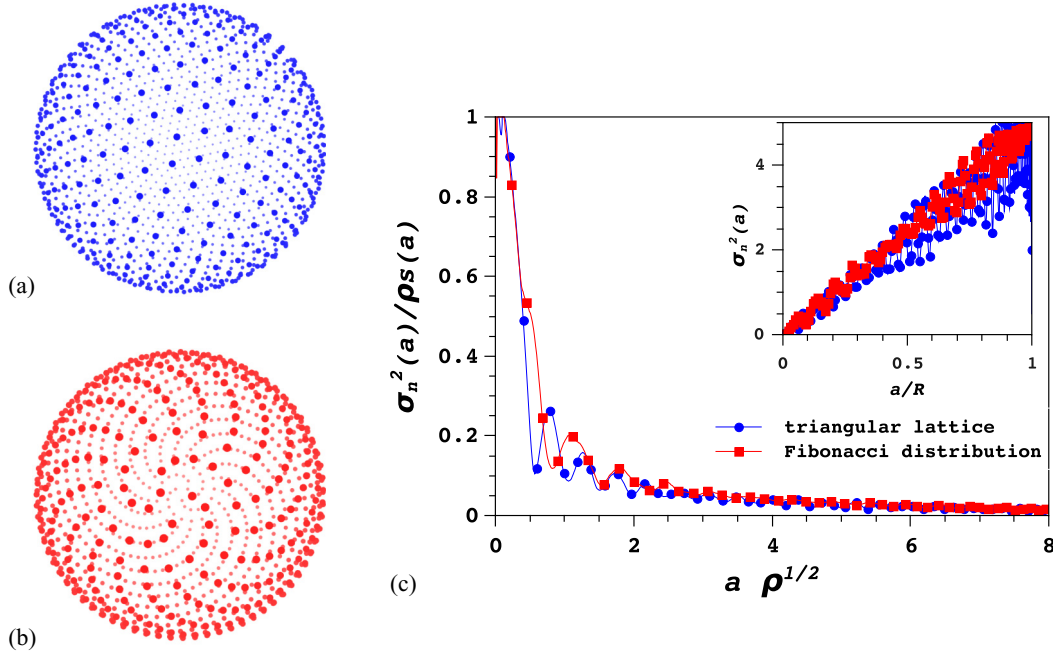 (a)
(b)
(c)
σn²(a)/ρs(a)
1
0.8
0.6
0.4
0.2
0
0
2
4
6
8
a ρ^1/2
σn²(a)
4
2
0
0
0.5
1
a/R
triangular lattice
Fibonacci distribution